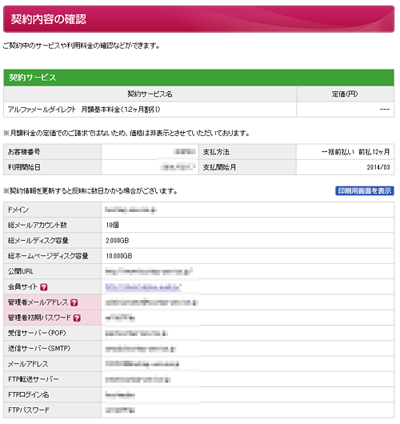 契約内容の確認
ご契約中のサービスや利用料金の確認などができます。
契約サービス
契約サービス名 定価(円)
アルファメールダイレクト 月額基本料金(12ヶ月割引) ---
※月額料金の定価でのご請求ではないため、価格は非表示とさせていただいております。
お客様番号 支払方法 一括前払い 前払12ヶ月
利用開始日 支払開始月 2014/03
※契約情報を更新すると反映に数日かかる場合がございます。 印刷用画面を表示
ドメイン
総メールアカウント数 10個
総メールディスク容量 2.000GB
総ホームページディスク容量 10.000GB
公開URL
会員サイト ?
管理者メールアドレス ?
管理者初期パスワード ?
受信サーバー(POP)
送信サーバー(SMTP)
メールアドレス
FTP転送サーバー
FTPログイン名
FTPパスワード